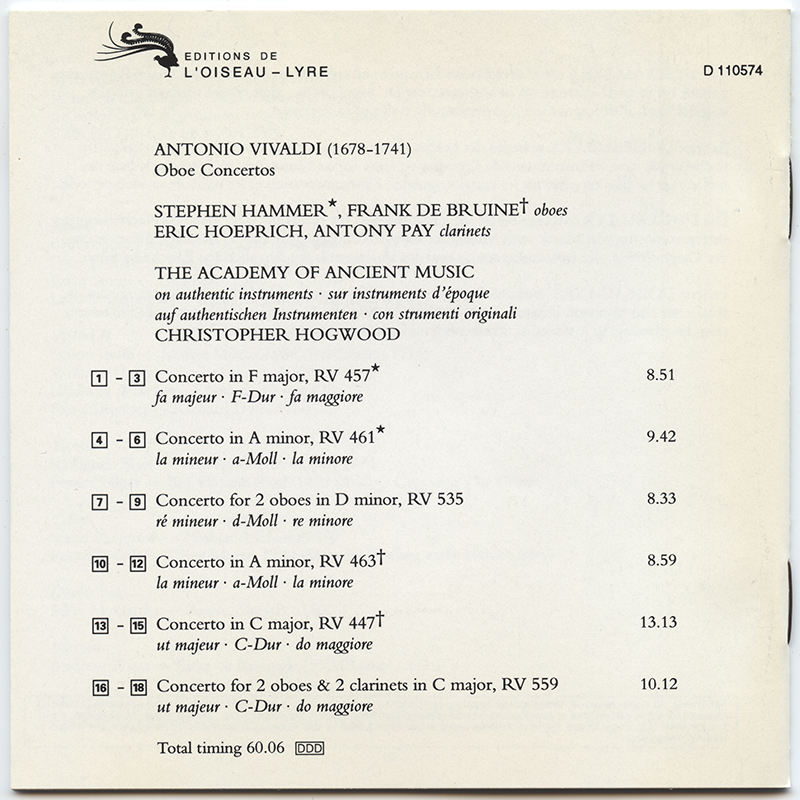 EDITIONS DE
L'OISEAU-LYRE
D 110574
ANTONIO VIVALDI (1678-1741)
Oboe Concertos
STEPHEN HAMMER★, FRANK DE BRUINE† oboes
ERIC HOEPRICH, ANTONY PAY clarinets
THE ACADEMY OF ANCIENT MUSIC
on authentic instruments · sur instruments d'époque
auf authentischen Instrumenten · con strumenti originali
CHRISTOPHER HOGWOOD
1 - 3 Concerto in F major, RV 457★ 8.51
fa majeur · F-Dur · fa maggiore
4 - 6 Concerto in A minor, RV 461★ 9.42
la mineur · a-Moll · la minore
7 - 9 Concerto for 2 oboes in D minor, RV 535 8.33
ré mineur · d-Moll · re minore
10 - 12 Concerto in A minor, RV 463† 8.59
la mineur · a-Moll · la minore
13 - 15 Concerto in C major, RV 447† 13.13
ut majeur · C-Dur · do maggiore
16 - 18 Concerto for 2 oboes & 2 clarinets in C major, RV 559 10.12
ut majeur · C-Dur · do maggiore
Total timing 60.06 DDD